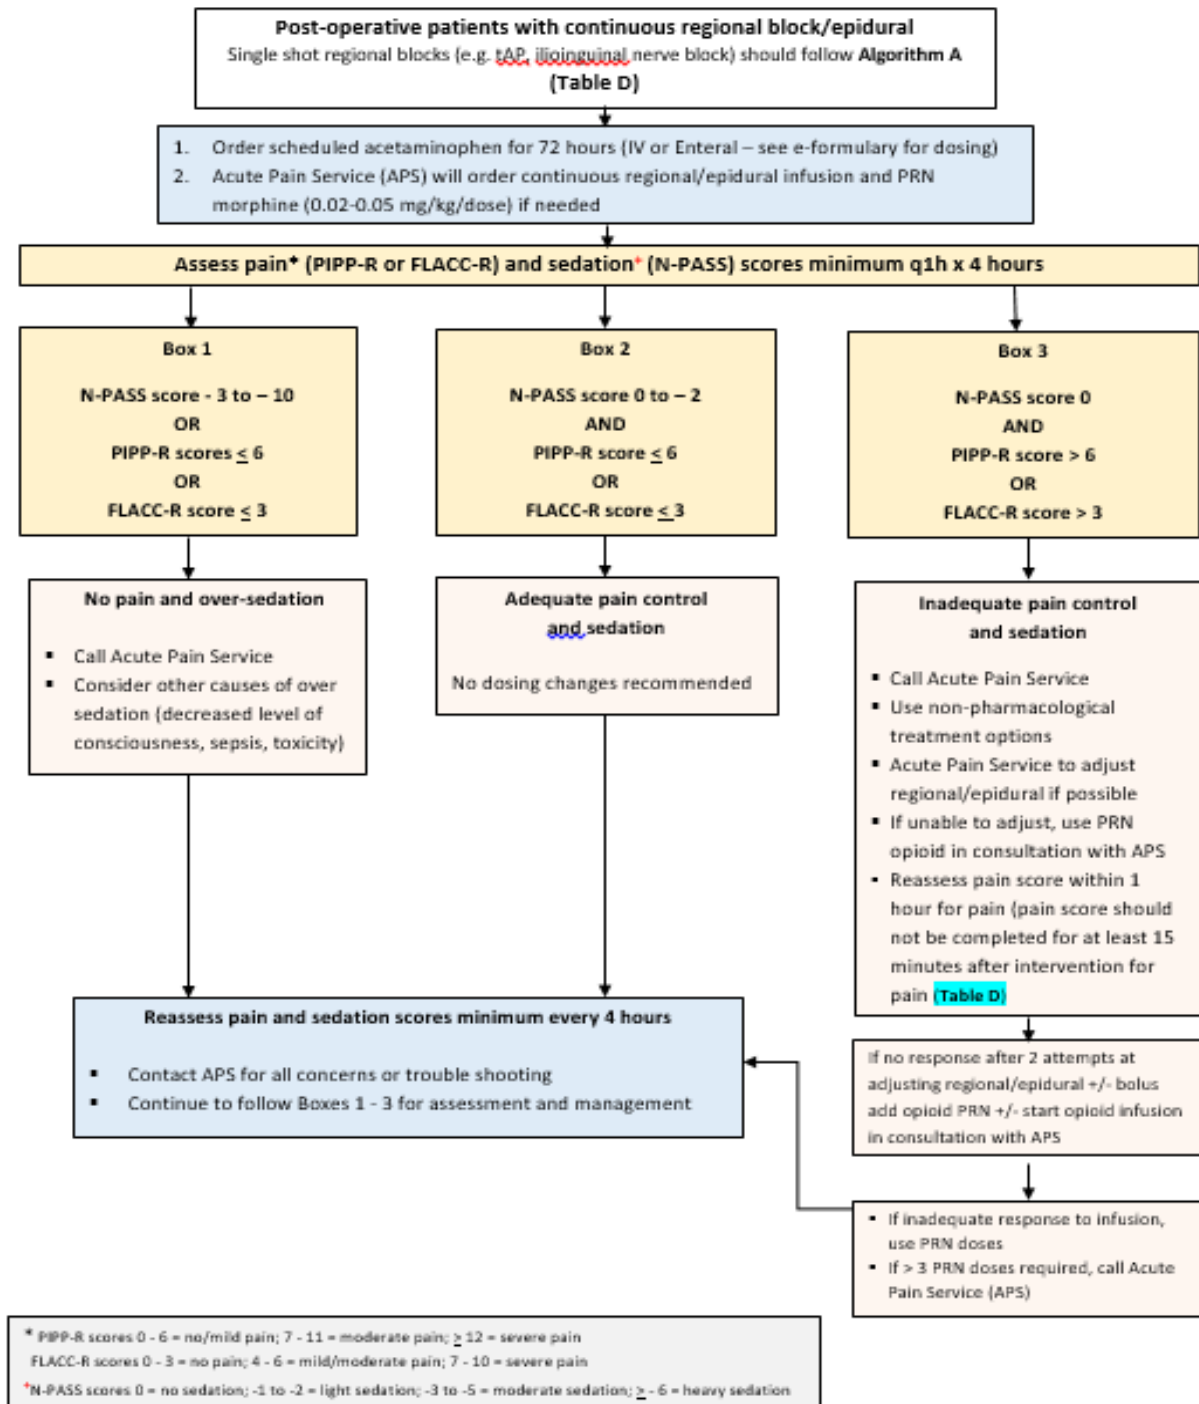 Post-operative patients with continuous regional block/epidural
Single shot regional blocks (e.g. tAP, ilioinguinal nerve block) should follow Algorithm A
(Table D)
1. Order scheduled acetaminophen for 72 hours (IV or Enteral – see e-formulary for dosing)
2. Acute Pain Service (APS) will order continuous regional/epidural infusion and PRN
morphine (0.02-0.05 mg/kg/dose) if needed
Assess pain* (PIPP-R or FLACC-R) and sedation+ (N-PASS) scores minimum q1h x 4 hours
Box 1
N-PASS score - 3 to – 10
OR
PIPP-R scores ≤ 6
OR
FLACC-R score ≤ 3
Box 2
N-PASS score 0 to – 2
AND
PIPP-R score ≤ 6
OR
FLACC-R score ≤ 3
Box 3
N-PASS score 0
AND
PIPP-R score > 6
OR
FLACC-R score > 3
No pain and over-sedation
▪ Call Acute Pain Service
▪ Consider other causes of over
sedation (decreased level of
consciousness, sepsis, toxicity)
Adequate pain control
and sedation
No dosing changes recommended
Inadequate pain control
and sedation
▪ Call Acute Pain Service
▪ Use non-pharmacological
treatment options
▪ Acute Pain Service to adjust
regional/epidural if possible
▪ If unable to adjust, use PRN
opioid in consultation with APS
▪ Reassess pain score within 1
hour for pain (pain score should
not be completed for at least 15
minutes after intervention for
pain (Table D)
Reassess pain and sedation scores minimum every 4 hours
▪ Contact APS for all concerns or trouble shooting
▪ Continue to follow Boxes 1 - 3 for assessment and management
If no response after 2 attempts at
adjusting regional/epidural +/- bolus
add opioid PRN +/- start opioid infusion
in consultation with APS
▪ If inadequate response to infusion,
use PRN doses
▪ If > 3 PRN doses required, call Acute
Pain Service (APS)
* PIPP-R scores 0 - 6 = no/mild pain; 7 - 11 = moderate pain; ≥ 12 = severe pain
FLACC-R scores 0 - 3 = no pain; 4 - 6 = mild/moderate pain; 7 - 10 = severe pain
+N-PASS scores 0 = no sedation; -1 to -2 = light sedation; -3 to -5 = moderate sedation; ≥ - 6 = heavy sedation